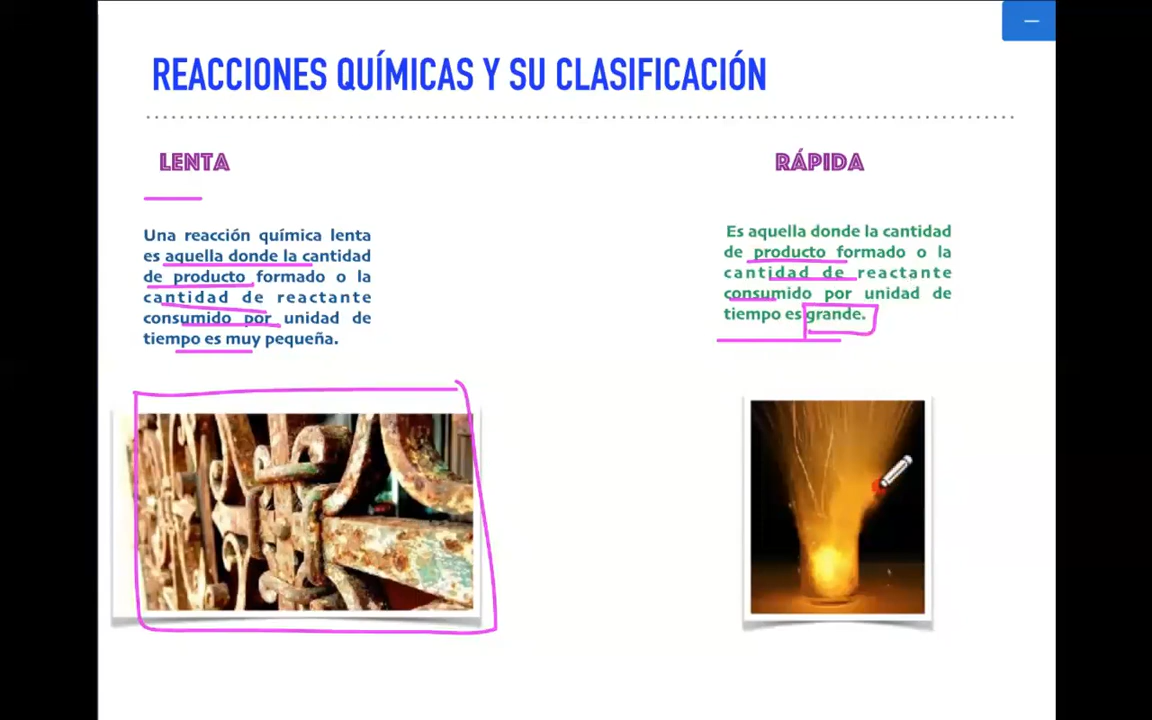 REACCIONES QUÍMICAS Y SU CLASIFICACIÓN
LENTA
Una reacción química lenta
es aquella donde la cantidad
de producto formado o la
cantidad de reactante
consumido por unidad de
tiempo es muy pequeña.
RÁPIDA
Es aquella donde la cantidad
de producto formado o la
cantidad de reactante
consumido por unidad de
tiempo es grande.